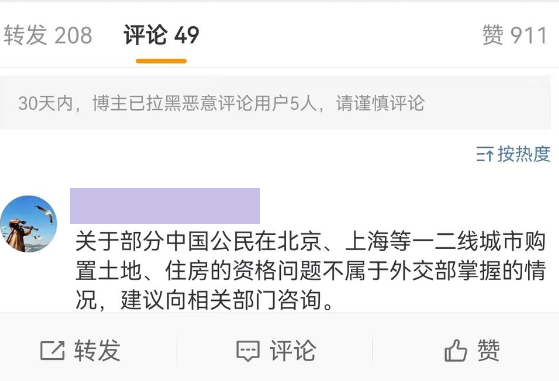 转发 208 评论 49 赞 911
30天内，博主已拉黑恶意评论用户5人，请谨慎评论
按热度
关于部分中国公民在北京、上海等一二线城市购
置土地、住房的资格问题不属于外交部掌握的情
况，建议向相关部门咨询。
转发 评论 赞